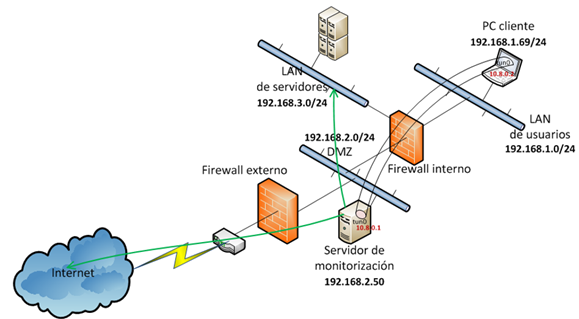 PC cliente
192.168.1.69/24
tun0
10.8.0.2
LAN
de servidores
192.168.3.0/24
LAN
de usuarios
192.168.1.0/24
192.168.2.0/24
DMZ
Firewall interno
Firewall externo
tun0
10.8.0.1
Servidor de
monitorización
192.168.2.50
Internet